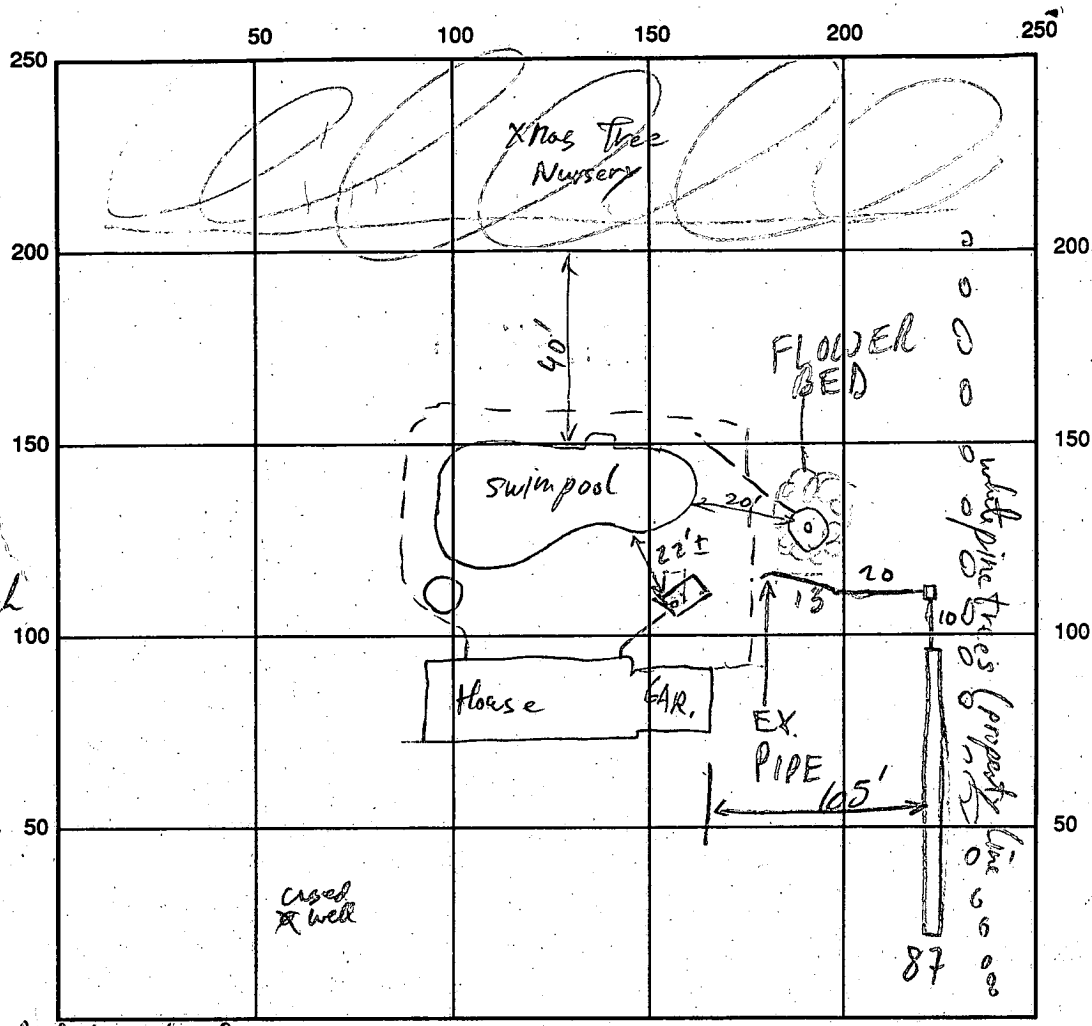 50 100 150 200 250
250
Xmas Tree
Nursery
200 200
40'
FLOWER
BED
150 150
swimpool
20'
22'±
20
13
10
100 100
House GAR.
EX.
PIPE
105'
white pine trees (property line
50 50
cased
well
87